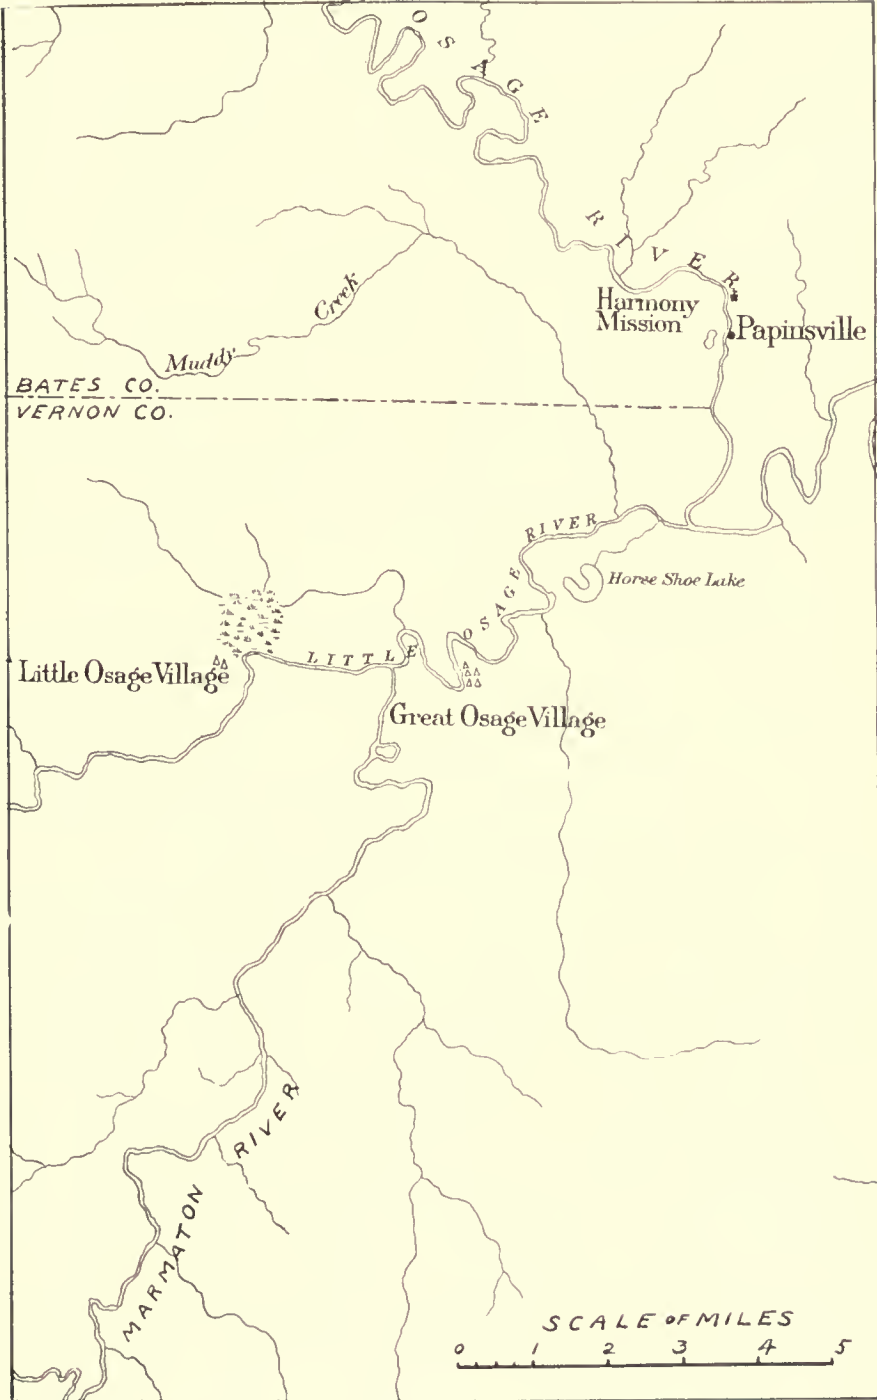 OSAGE RIVER
Harmony
Mission
Papinsville
Muddy Creek
BATES CO.
VERNON CO.
LITTLE OSAGE RIVER
Horse Shoe Lake
Little Osage Village
Great Osage Village
MARMATON RIVER
SCALE OF MILES
0 1 2 3 4 5